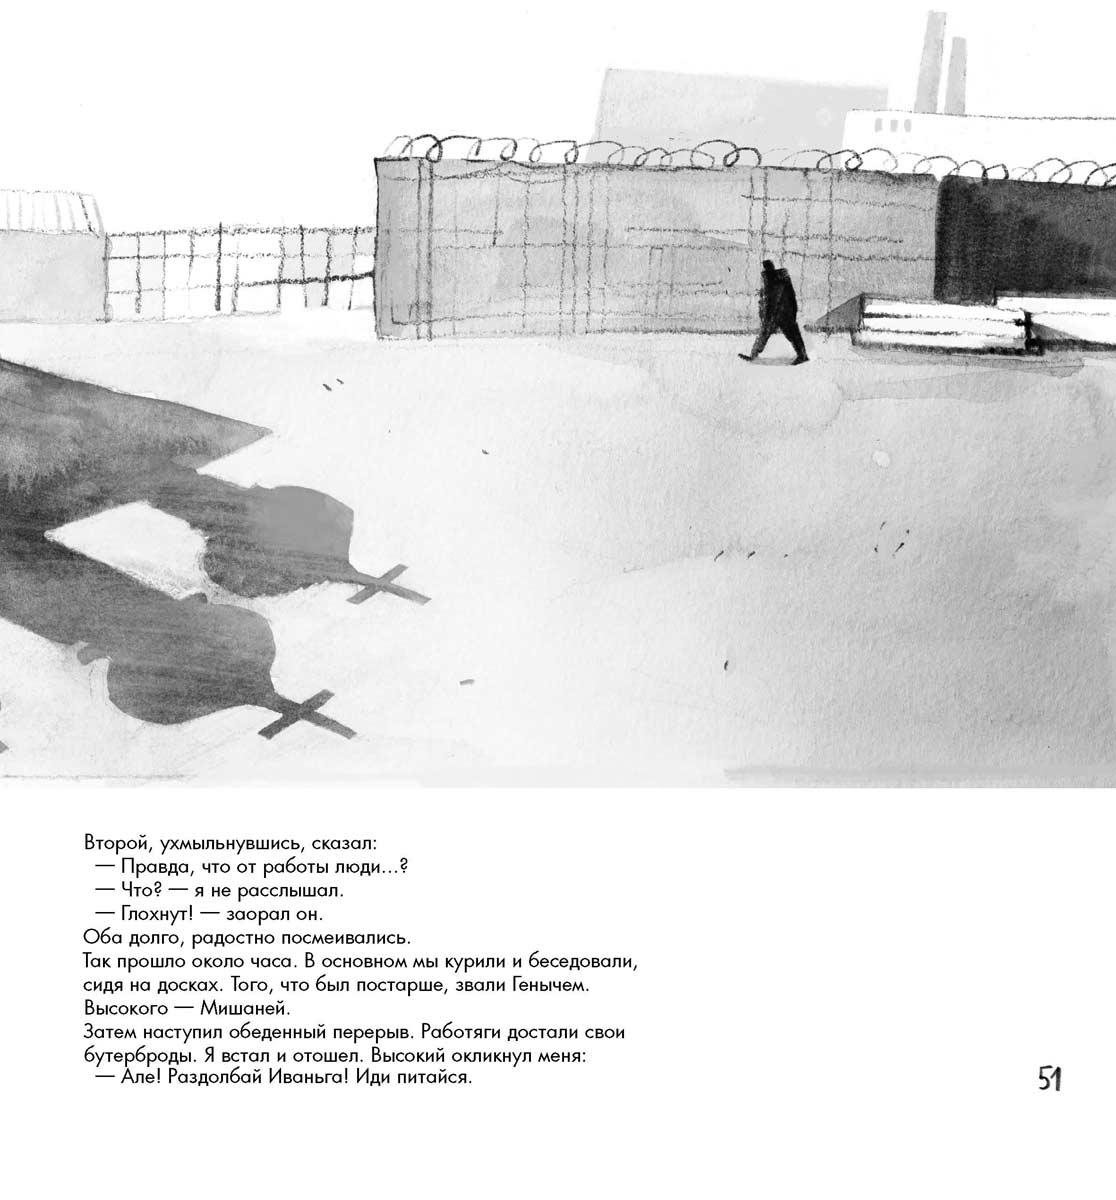 Второй, ухмыльнувшись, сказал:
— Правда, что от работы люди...?
— Что? — я не расслышал.
— Глохнут! — заорал он.
Оба долго, радостно посмеивались.
Так прошло около часа. В основном мы курили и беседовали,
сидя на досках. Того, что был постарше, звали Генычем.
Высокого — Мишаней.
Затем наступил обеденный перерыв. Работяги достали свои
бутерброды. Я встал и отошел. Высокий окликнул меня:
— Але! Раздолбай Иваньга! Иди питайся.
51